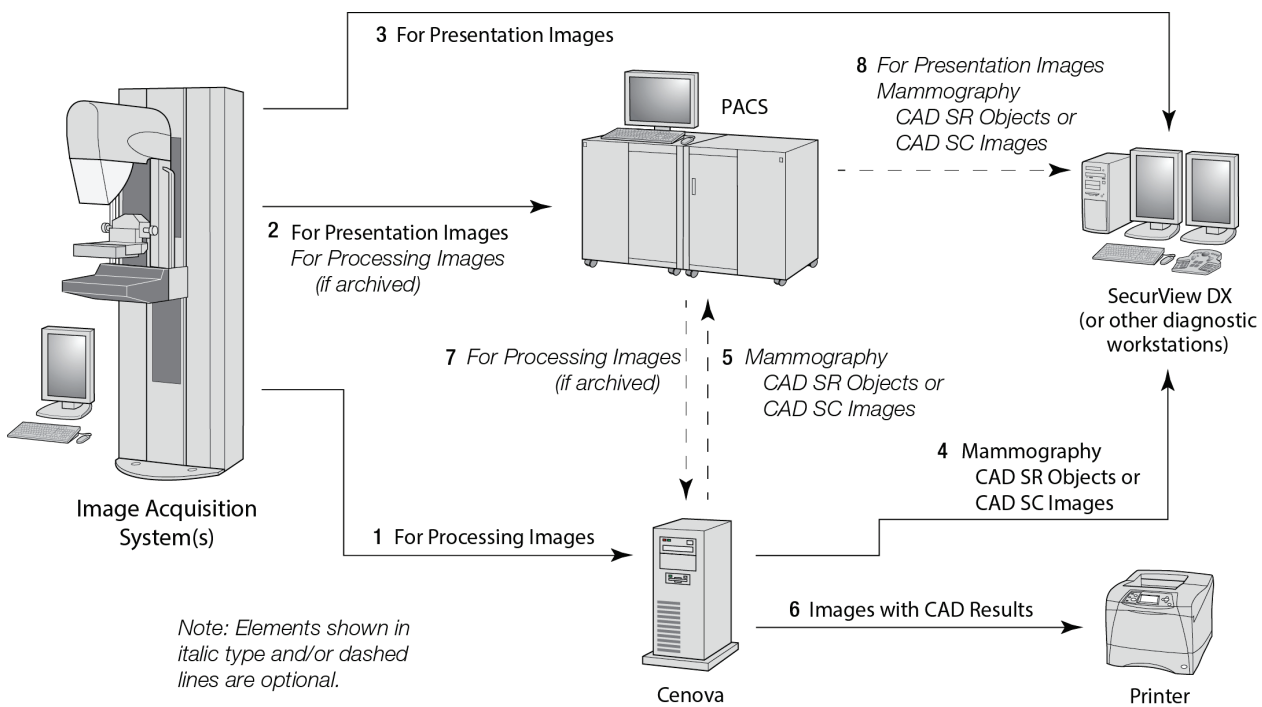 3 For Presentation Images
8 For Presentation Images
Mammography
CAD SR Objects or
CAD SC Images
PACS
2 For Presentation Images
For Processing Images
(if archived)
SecurView DX
(or other diagnostic
workstations)
7 For Processing Images
(if archived)
5 Mammography
CAD SR Objects or
CAD SC Images
4 Mammography
CAD SR Objects or
CAD SC Images
Image Acquisition
System(s)
1 For Processing Images
6 Images with CAD Results
Note: Elements shown in
italic type and/or dashed
lines are optional.
Cenova
Printer